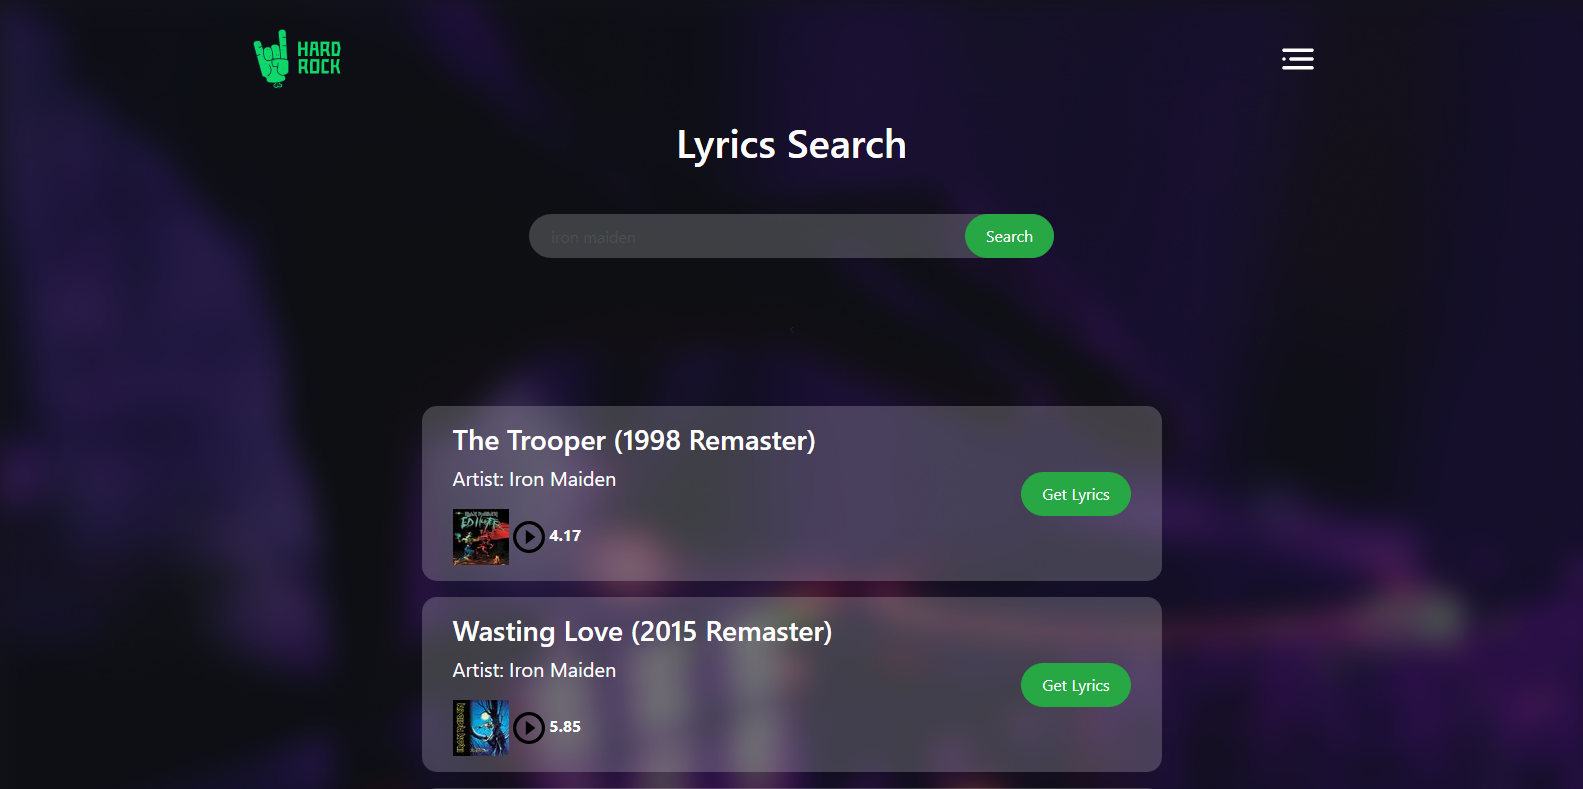 HARD
ROCK
Lyrics Search
iron maiden
Search
The Trooper (1998 Remaster)
Artist: Iron Maiden
Get Lyrics
4.17
Wasting Love (2015 Remaster)
Artist: Iron Maiden
Get Lyrics
5.85